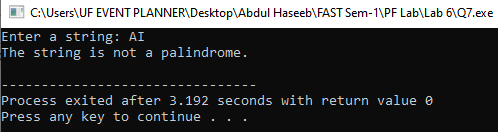 C:\Users\UF EVENT PLANNER\Desktop\Abdul Haseeb\FAST Sem-1\PF Lab\Lab 6\Q7.exe
Enter a string: AI
The string is not a palindrome.
--------------------------------
Process exited after 3.192 seconds with return value 0
Press any key to continue . . .